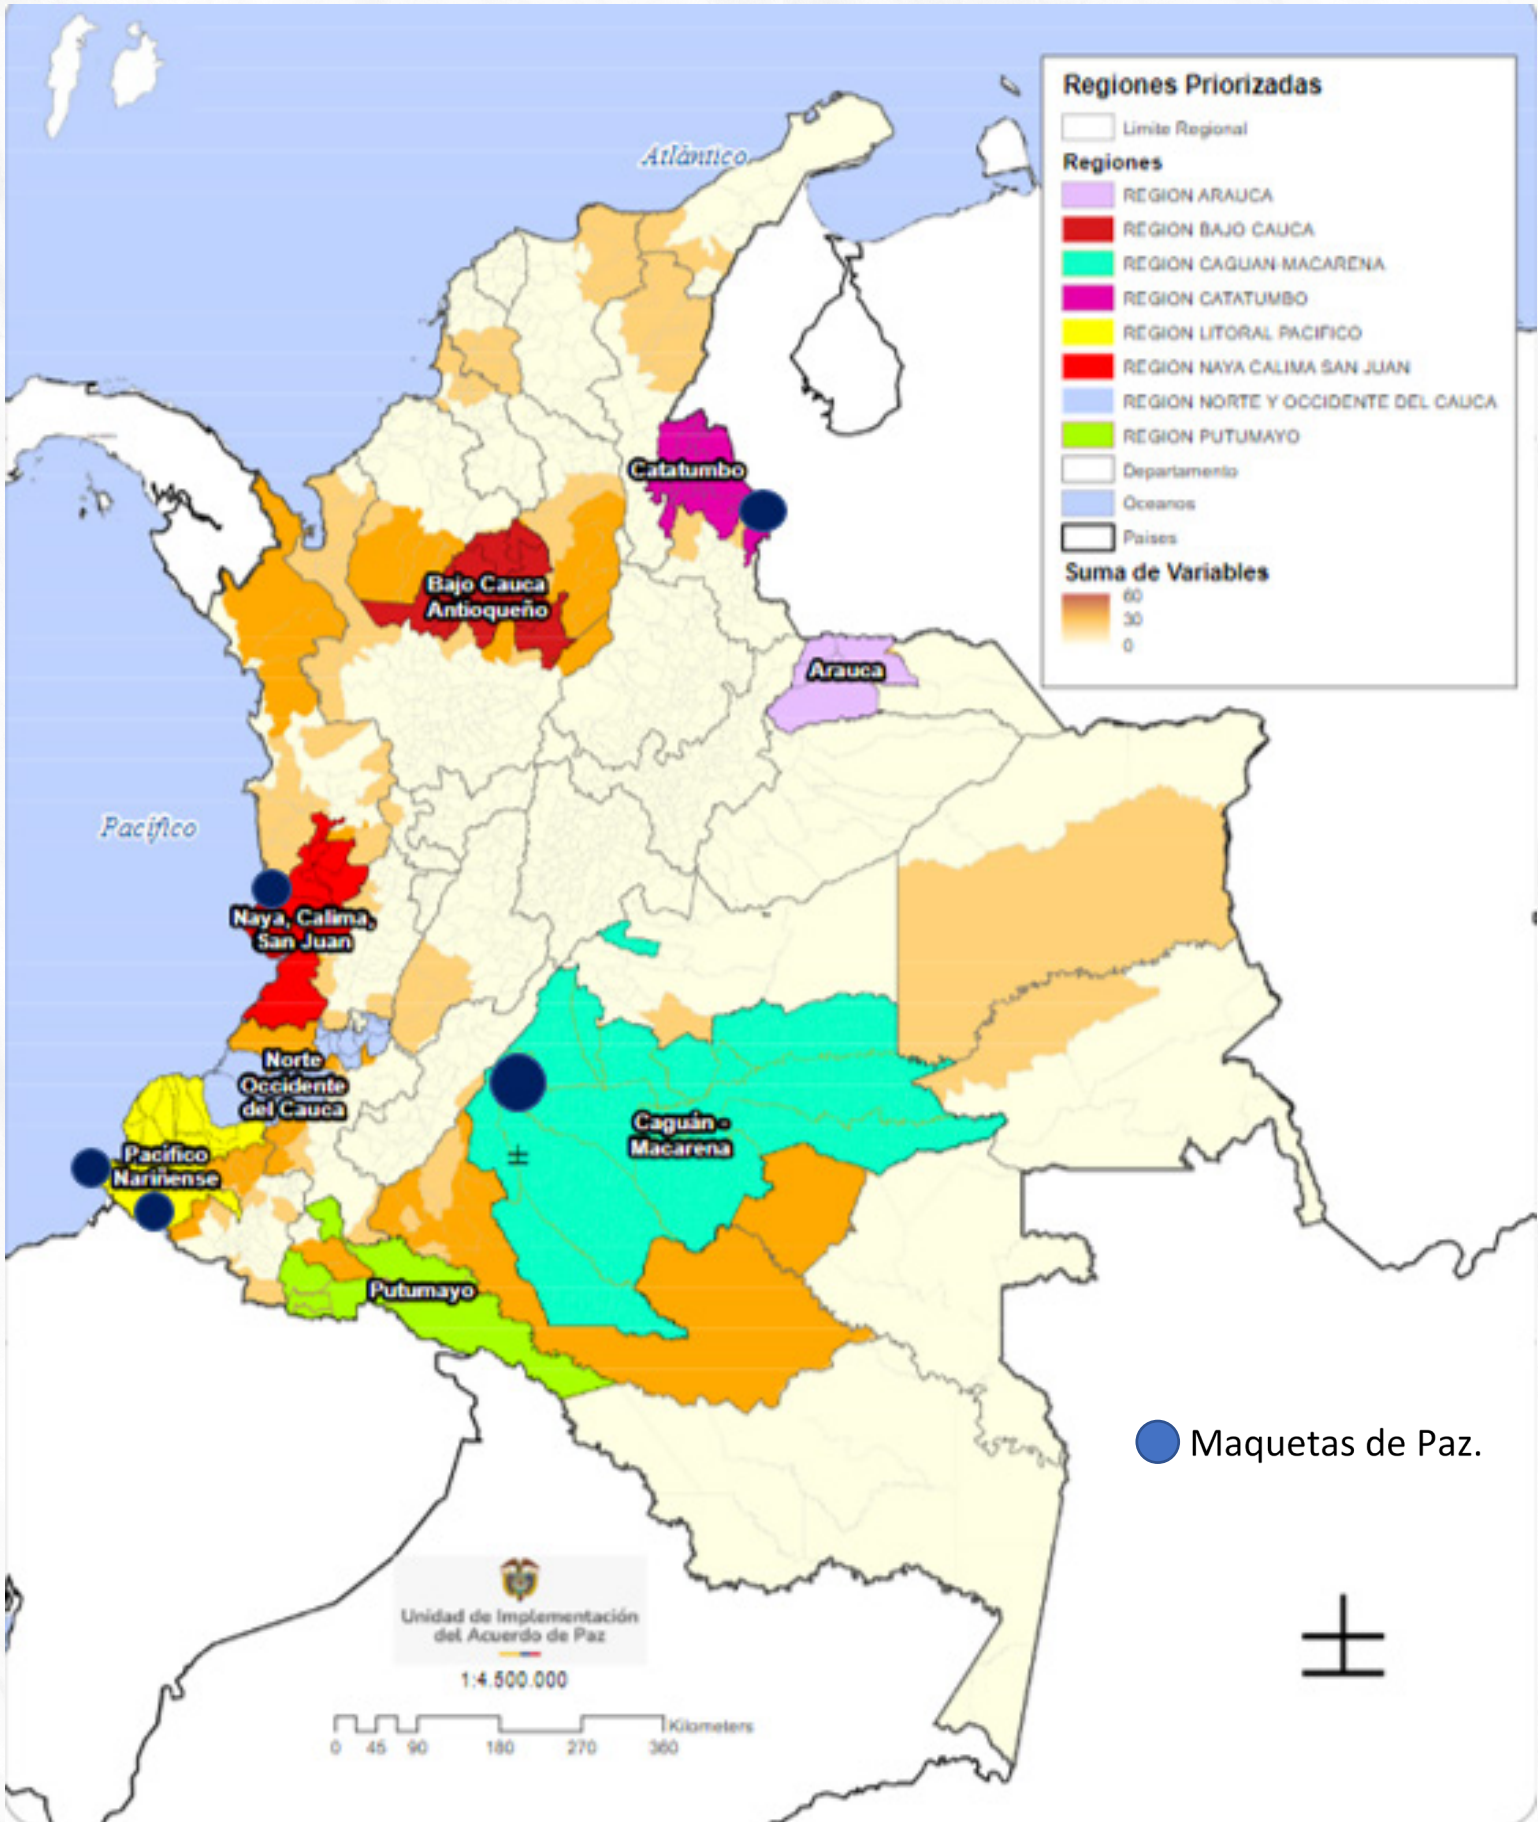 Atlántico
Regiones Priorizadas
Limite Regional
Regiones
REGION ARAUCA
REGION BAJO CAUCA
REGION CAGUAN-MACARENA
REGION CATATUMBO
REGION LITORAL PACIFICO
REGION NAYA CALIMA SAN JUAN
REGION NORTE Y OCCIDENTE DEL CAUCA
REGION PUTUMAYO
Departamento
Oceanos
Paises
Suma de Variables
60
30
0
Catatumbo
Bajo Cauca
Antioqueño
Arauca
Pacífico
Naya, Calima,
San Juan
Norte
Occidente
del Cauca
Caguán -
Macarena
Pacifico
Nariñense
Putumayo
Maquetas de Paz.
Unidad de Implementación
del Acuerdo de Paz
1:4.500.000
Kilometers
0 45 90 180 270 360